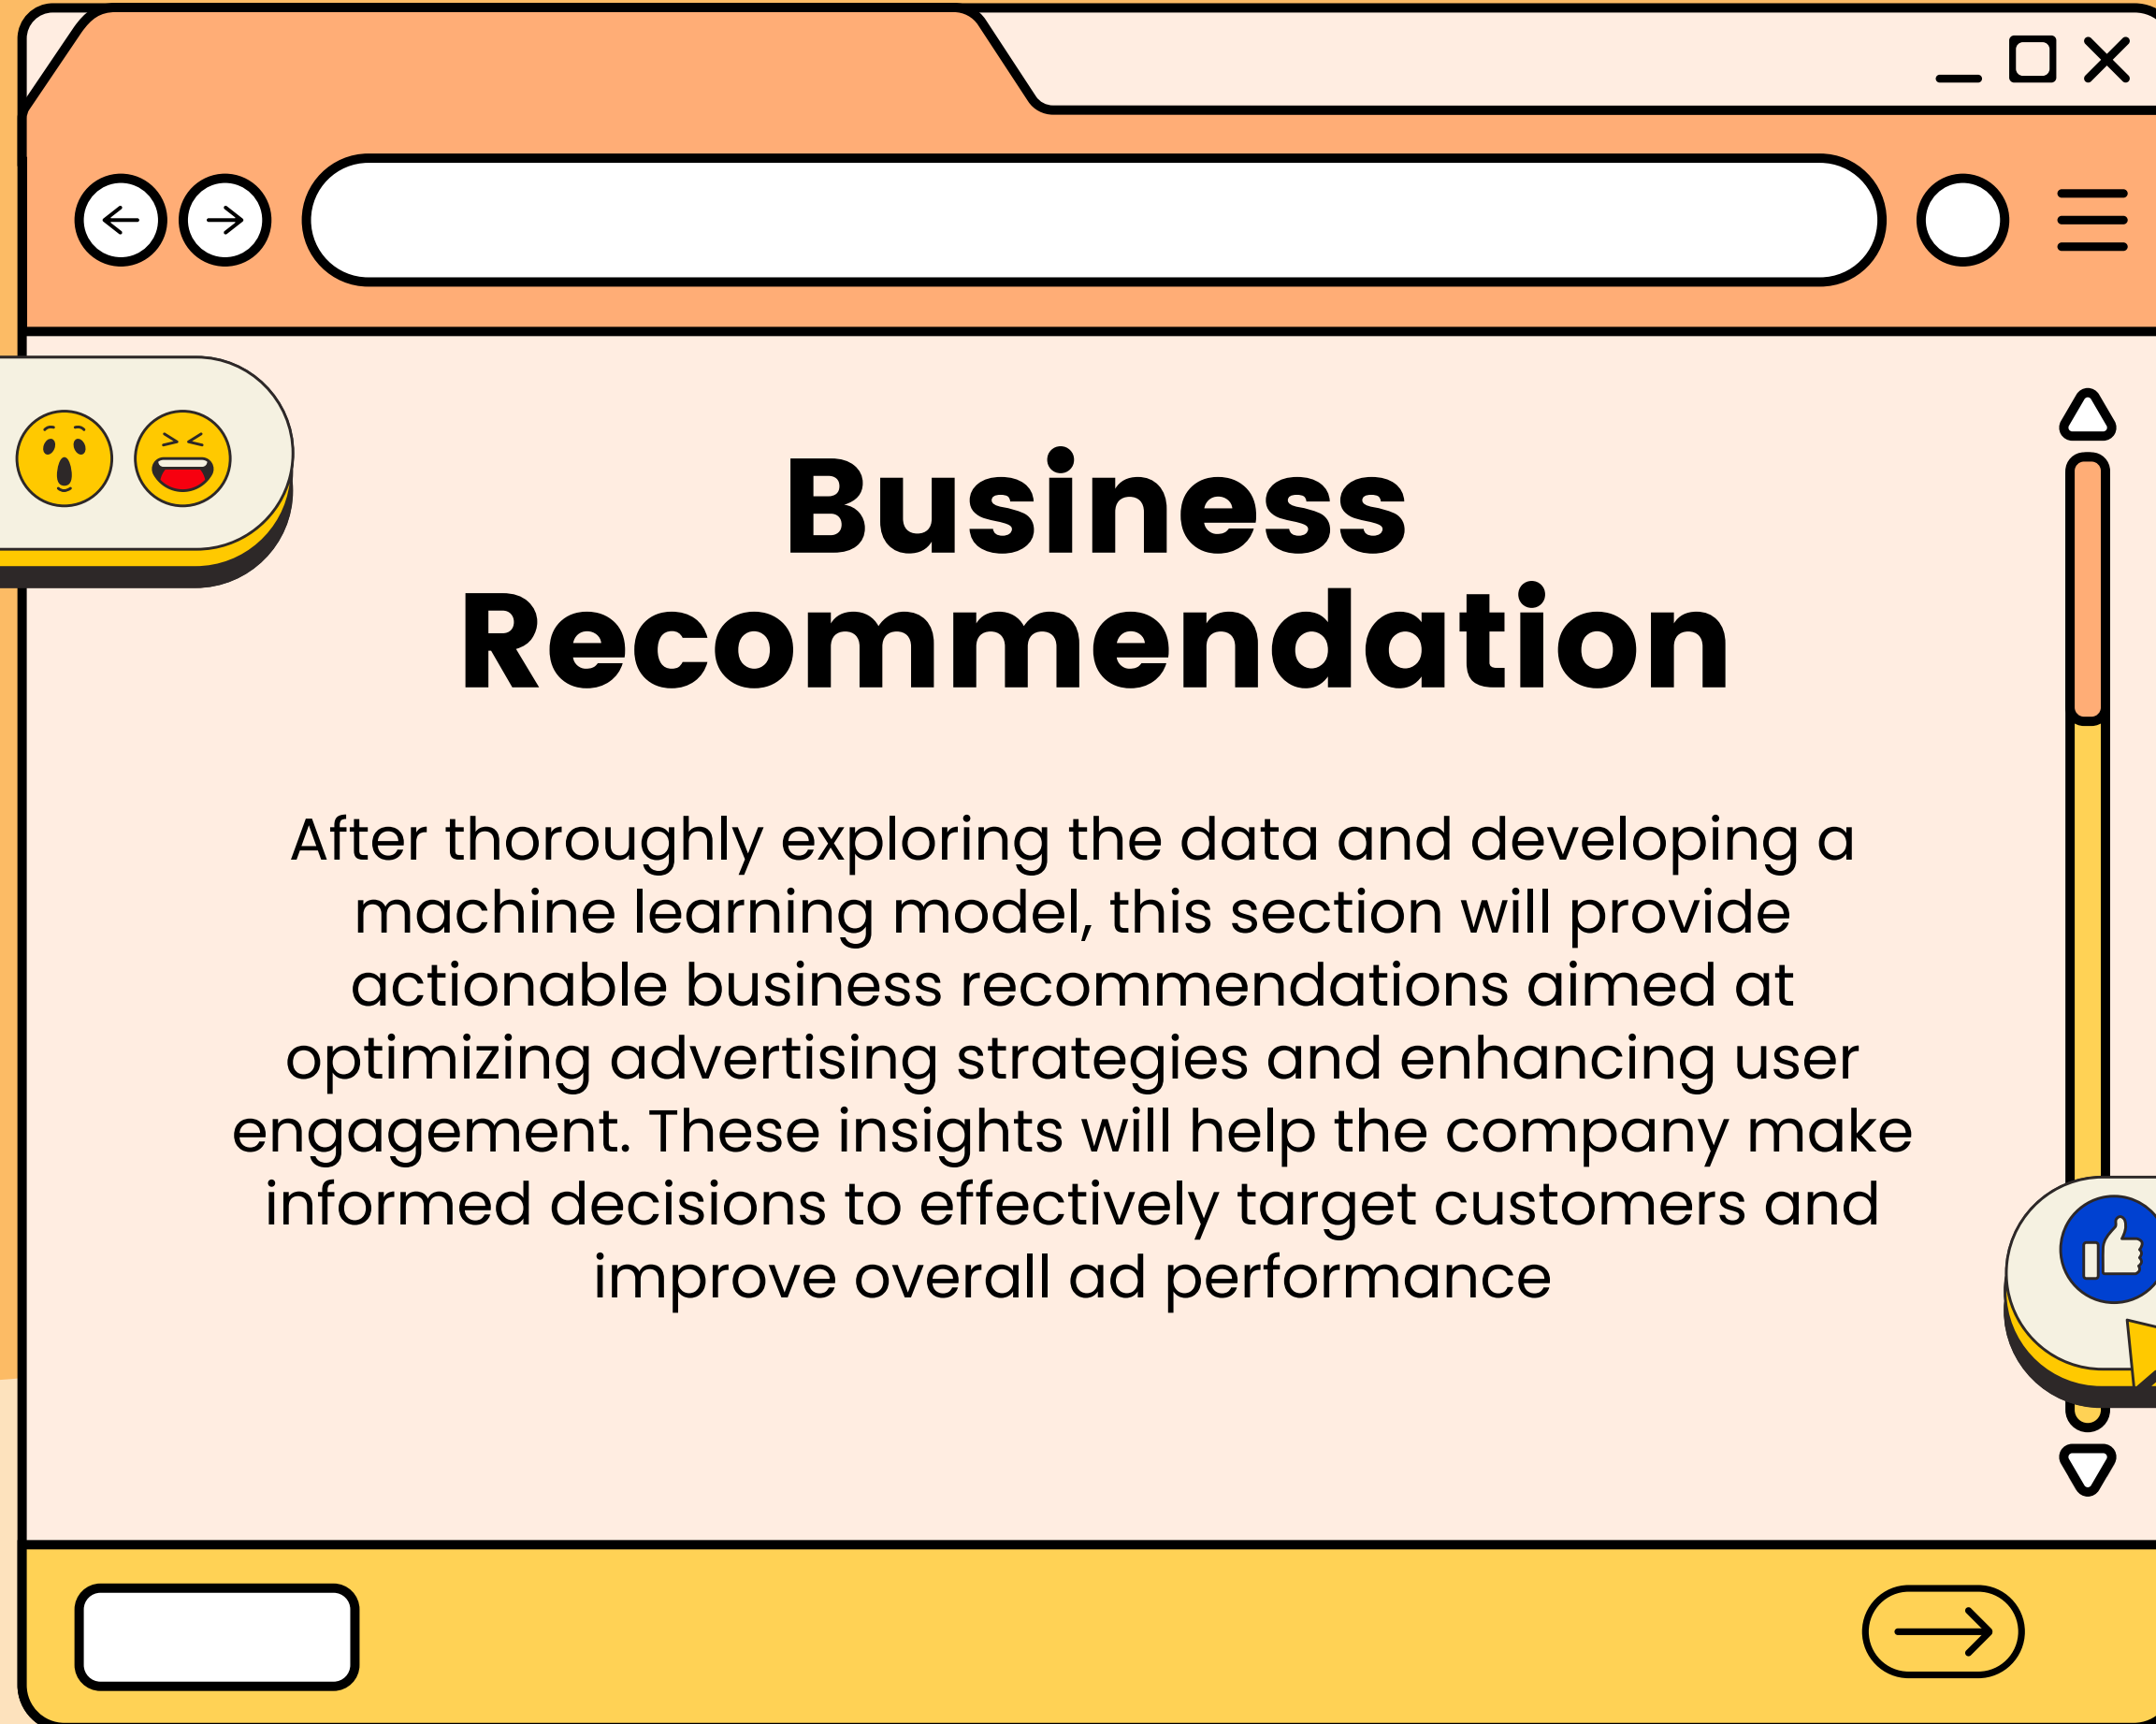 Business
Recommendation
After thoroughly exploring the data and developing a
machine learning model, this section will provide
actionable business recommendations aimed at
optimizing advertising strategies and enhancing user
engagement. These insights will help the company make
informed decisions to effectively target customers and
improve overall ad performance